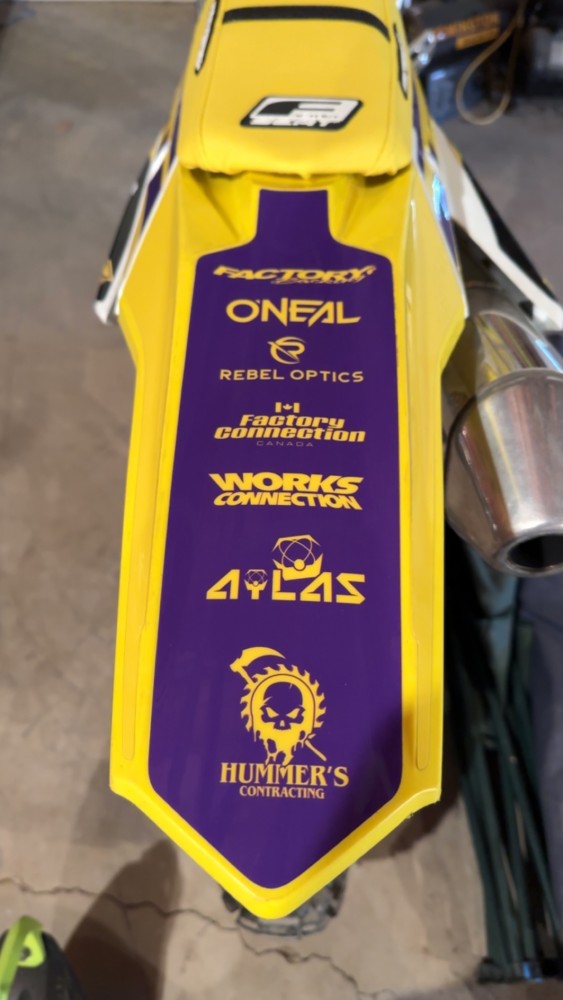 FACTORY
O'NEAL
REBEL OPTICS
Factory
connection
CANADA
WORKS
CONNECTION
ATLAS
HUMMER'S
CONTRACTING